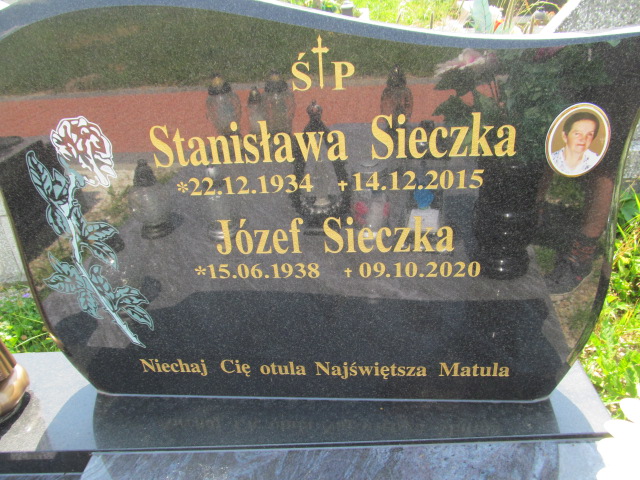 Ś†P
Stanisława Sieczka
*22.12.1934 +14.12.2015
Józef Sieczka
*15.06.1938 +09.10.2020
Niechaj Cię otula Najświętsza Matula